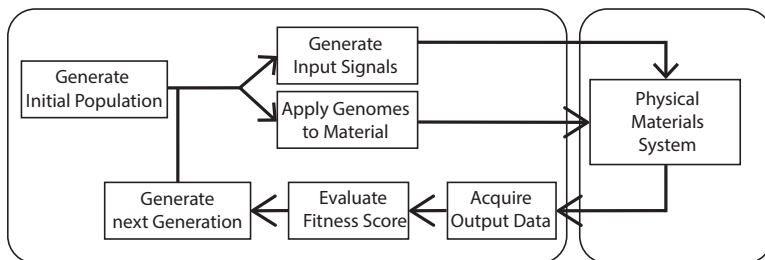 Generate
Initial Population
Generate
Input Signals
Apply Genomes
to Material
Physical
Materials
System
Generate
next Generation
Evaluate
Fitness Score
Acquire
Output Data